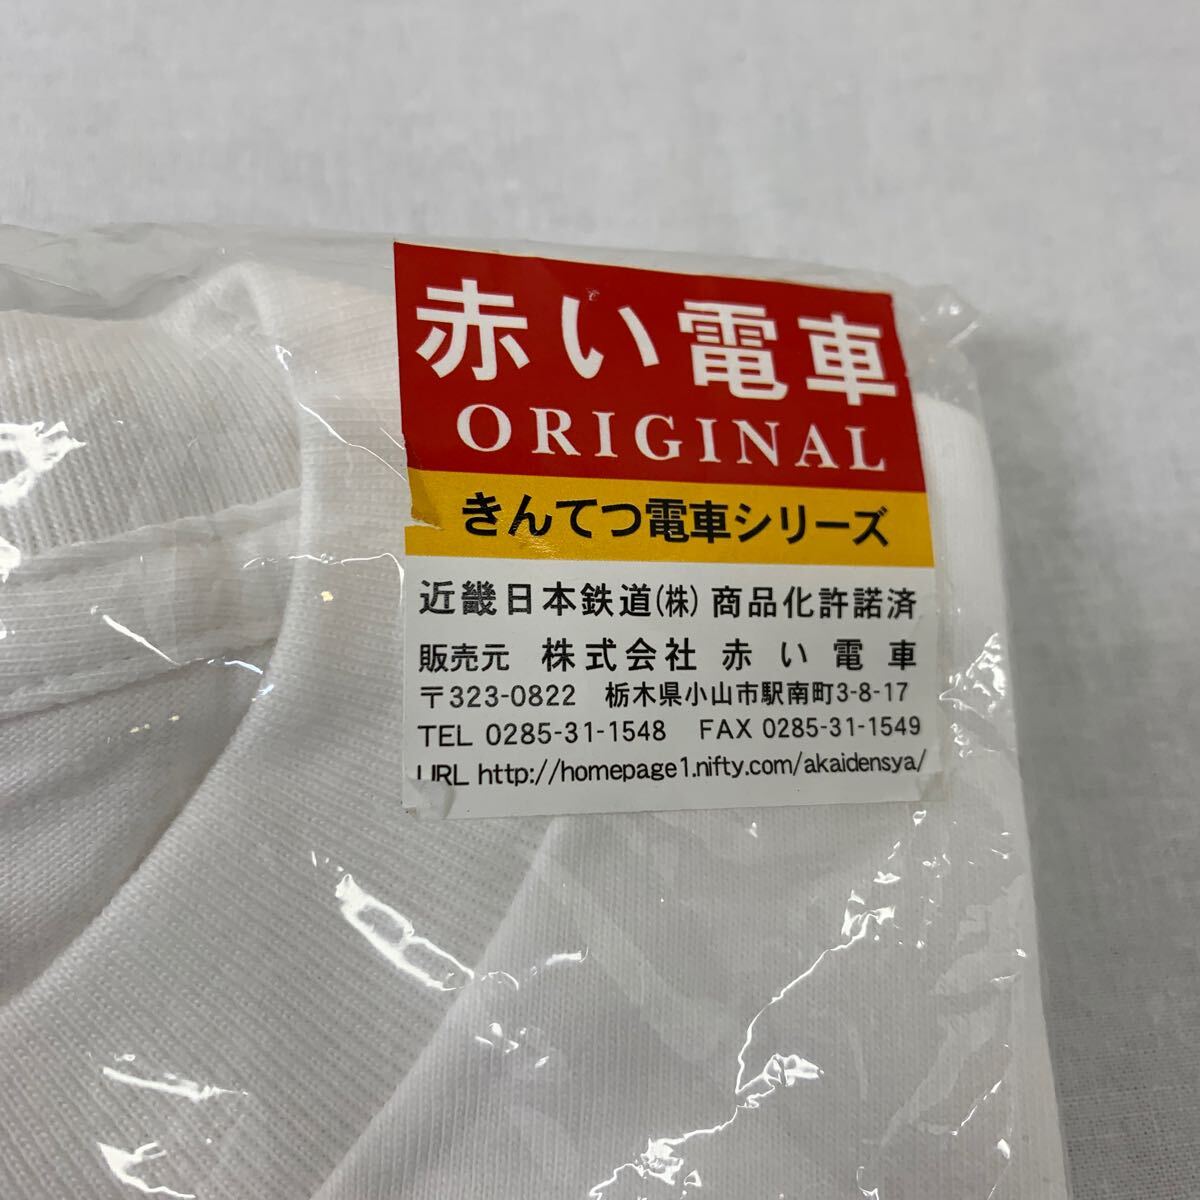 赤い電車
ORIGINAL
きんてつ電車シリーズ
近畿日本鉄道(株) 商品化許諾済
販売元 株式会社 赤い電車
〒323-0822 栃木県小山市駅南町3-8-17
TEL 0285-31-1548 FAX 0285-31-1549
URL http://homepage1.nifty.com/akaidensya/